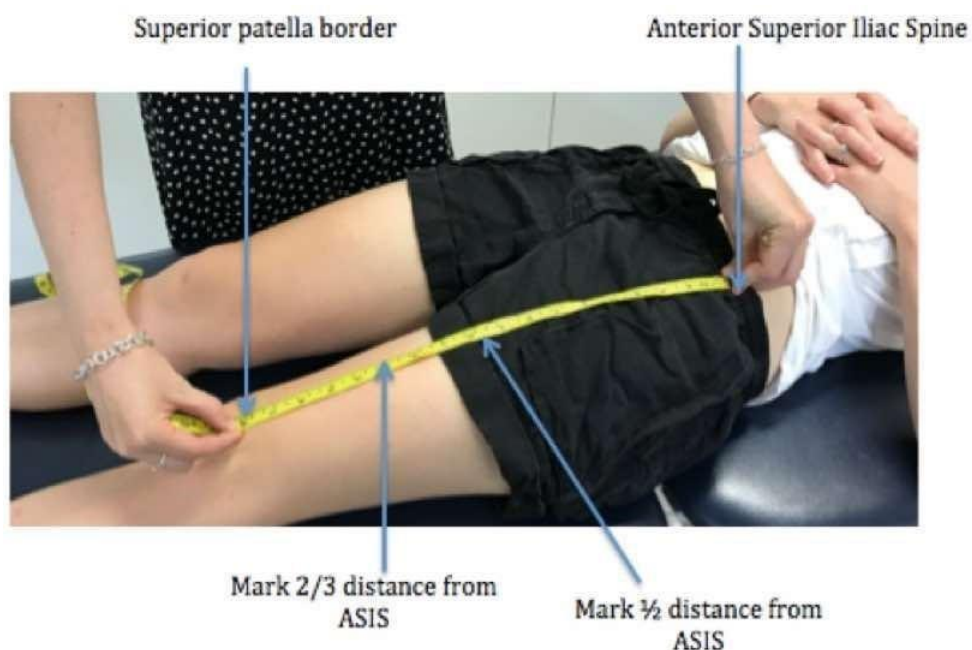 Superior patella border
Anterior Superior Iliac Spine
Mark 2/3 distance from
ASIS
Mark ½ distance from
ASIS